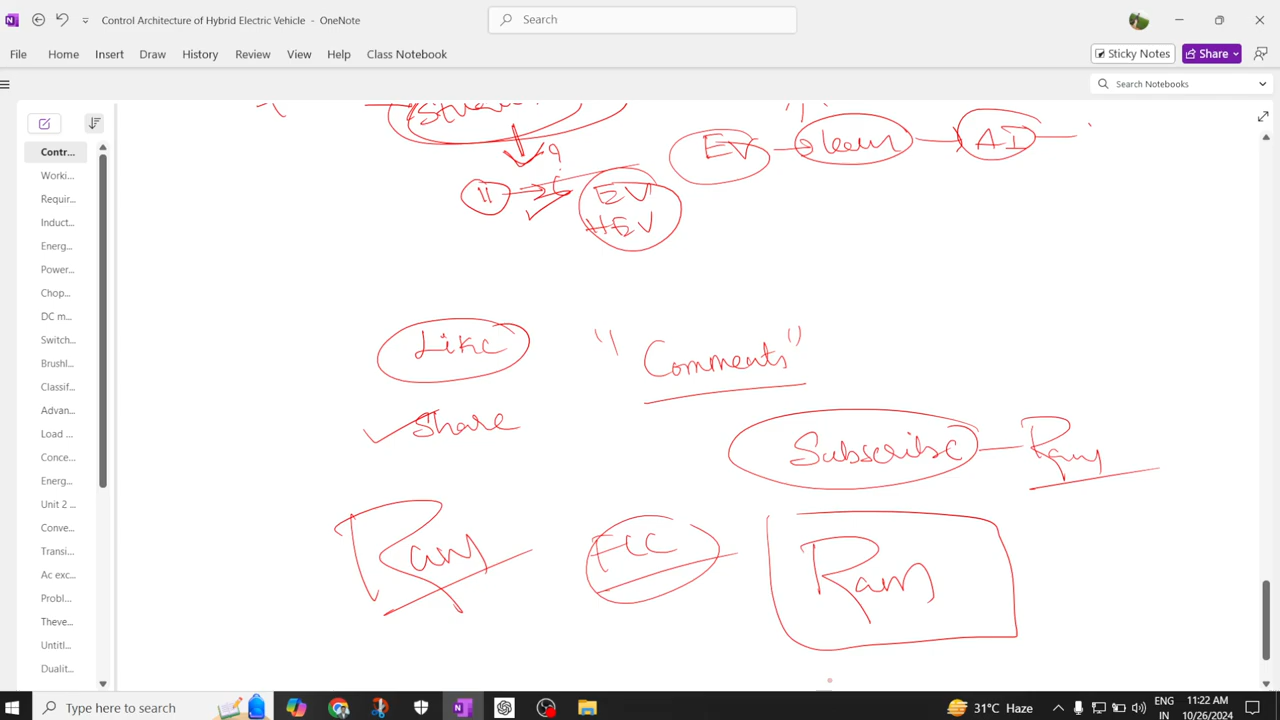 Control Architecture of Hybrid Electric Vehicle - OneNote
Search
File Home Insert Draw History Review View Help Class Notebook
Sticky Notes
Share
Search Notebooks
Contr...
Worki...
Requir...
Induct...
Energ...
Power...
Chop...
DC m...
Switch...
Brushl...
Classif...
Advan...
Load ...
Conce...
Energ...
Unit 2 ...
Conve...
Transi...
Ac exc...
Probl...
Theve...
Untitl...
Dualit...
EV learn AI
11 EV
HEV
Like "Comments"
Share
Subscribe - Ram
Ram FCC Ram
Type here to search
31°C Haze
ENG
IN
11:22 AM
10/26/2024